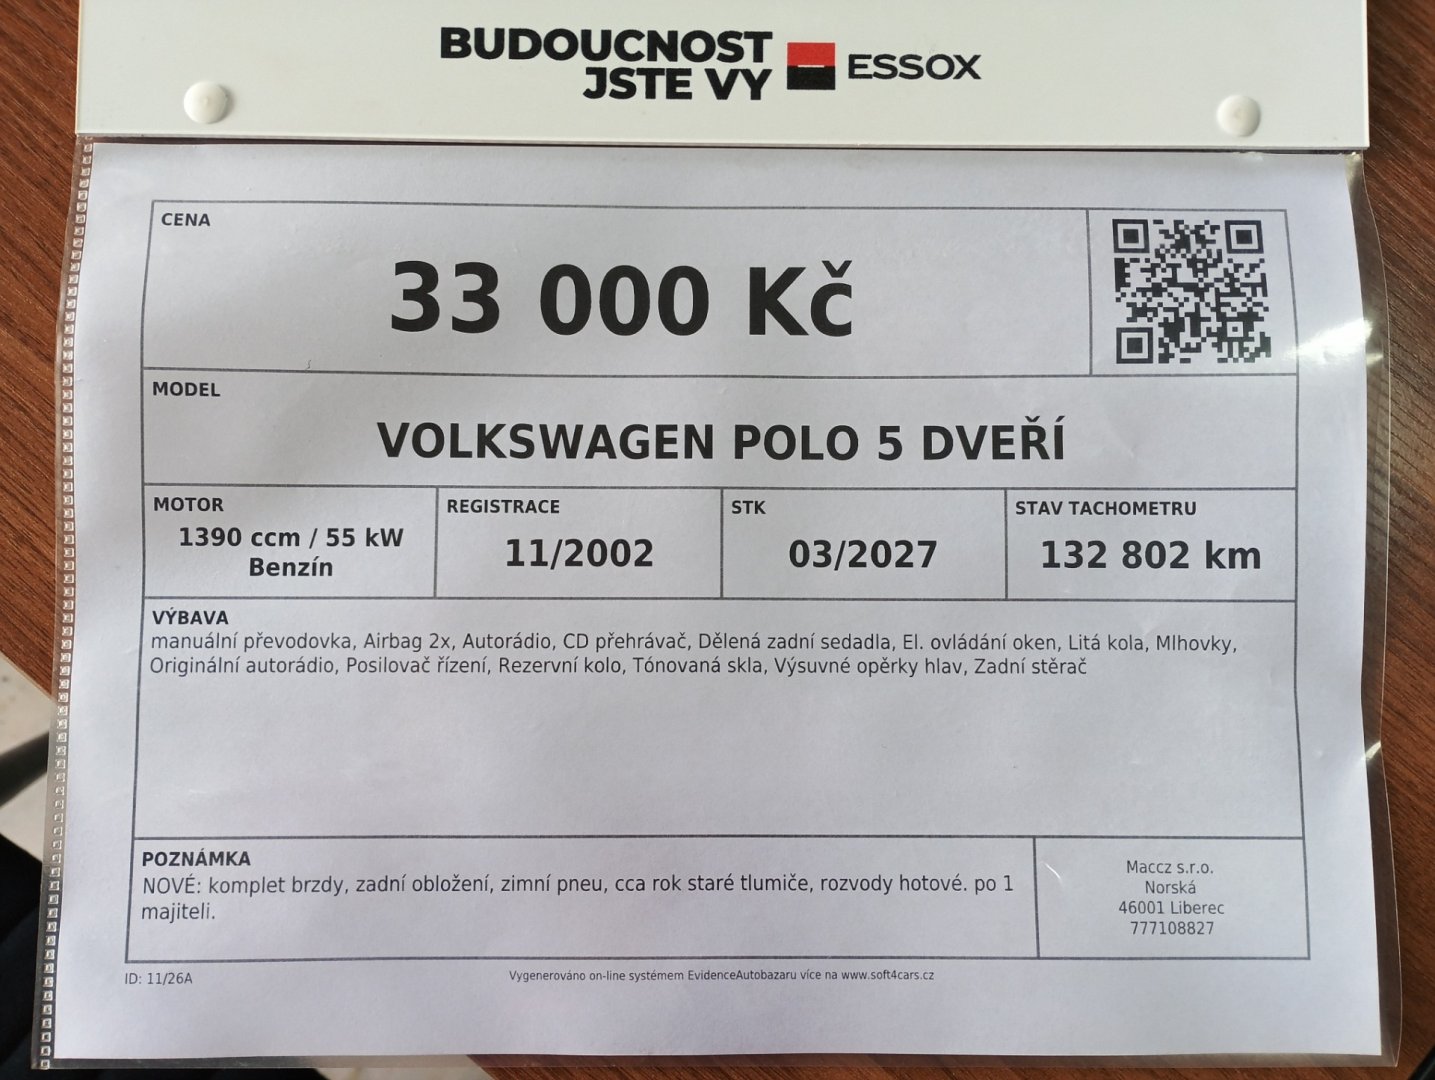 BUDOUCNOST
JSTE VY
ESSOX
CENA
33 000 Kč
MODEL
VOLKSWAGEN POLO 5 DVEŘÍ
MOTOR
1390 ccm / 55 kW
Benzín
REGISTRACE
11/2002
STK
03/2027
STAV TACHOMETRU
132 802 km
VÝBAVA
manuální převodovka, Airbag 2x, Autorádio, CD přehrávač, Dělená zadní sedadla, El. ovládání oken, Litá kola, Mlhovky,
Originální autorádio, Posilovač řízení, Rezervní kolo, Tónovaná skla, Výsuvné opěrky hlav, Zadní stěrač
POZNÁMKA
NOVÉ: komplet brzdy, zadní obložení, zimní pneu, cca rok staré tlumiče, rozvody hotové. po 1
majiteli.
Maccz s.r.o.
Norská
46001 Liberec
777108827
ID: 11/26A
Vygenerováno on-line systémem EvidenceAutobazaru více na www.soft4cars.cz